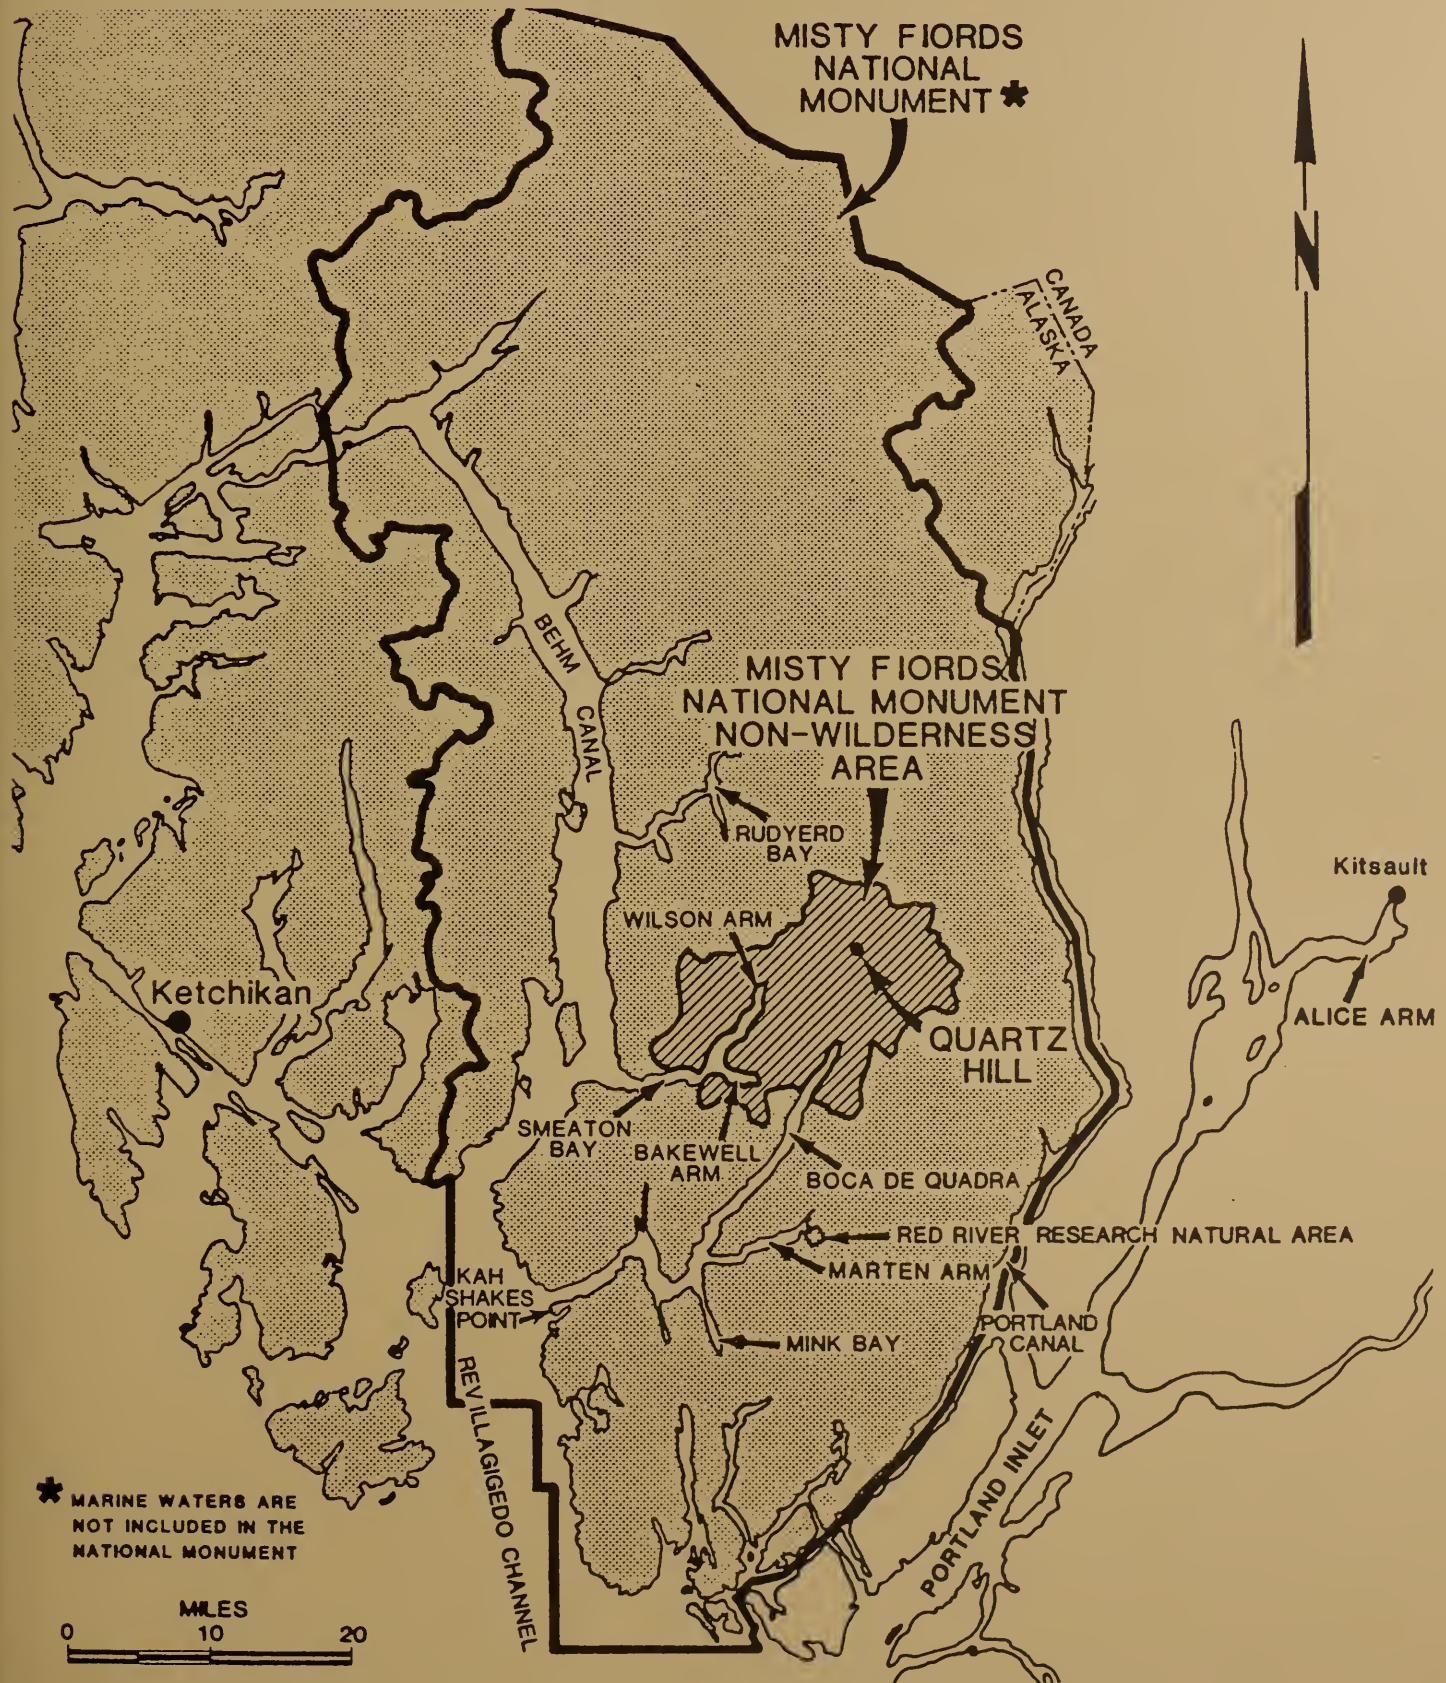 MISTY FIORDS
NATIONAL
MONUMENT *
N
CANADA
ALASKA
BEHM
CANAL
MISTY FIORDS
NATIONAL MONUMENT
NON-WILDERNESS
AREA
RUDYERD
BAY
Kitsault
WILSON ARM
Ketchikan
ALICE ARM
QUARTZ
HILL
SMEATON
BAY
BAKEWELL
ARM
BOCA DE QUADRA
RED RIVER RESEARCH NATURAL AREA
MARTEN ARM
KAH
SHAKES
POINT
PORTLAND
CANAL
MINK BAY
REVILLAGIGEDO CHANNEL
PORTLAND INLET
* MARINE WATERS ARE
NOT INCLUDED IN THE
NATIONAL MONUMENT
MILES
0 10 20